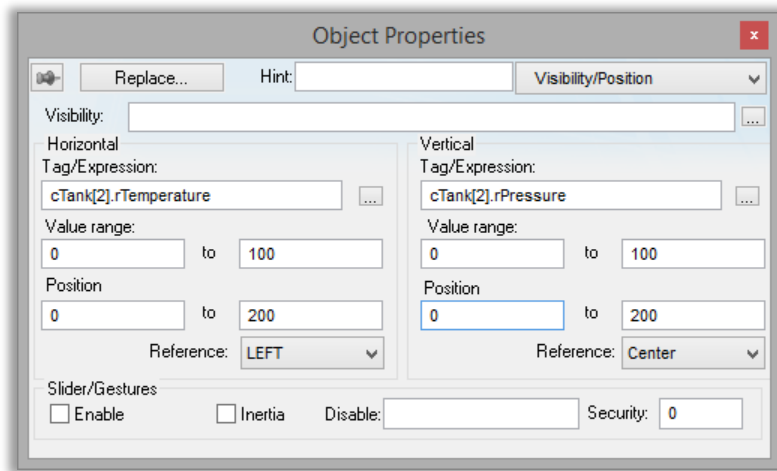 Object Properties
x
Replace... Hint: Visibility/Position
Visibility: ...
Horizontal Vertical
Tag/Expression: Tag/Expression:
cTank[2].rTemperature ... cTank[2].rPressure ...
Value range: Value range:
0 to 100 0 to 100
Position Position
0 to 200 0 to 200
Reference: LEFT Reference: Center
Slider/Gestures
Enable Inertia Disable: Security: 0